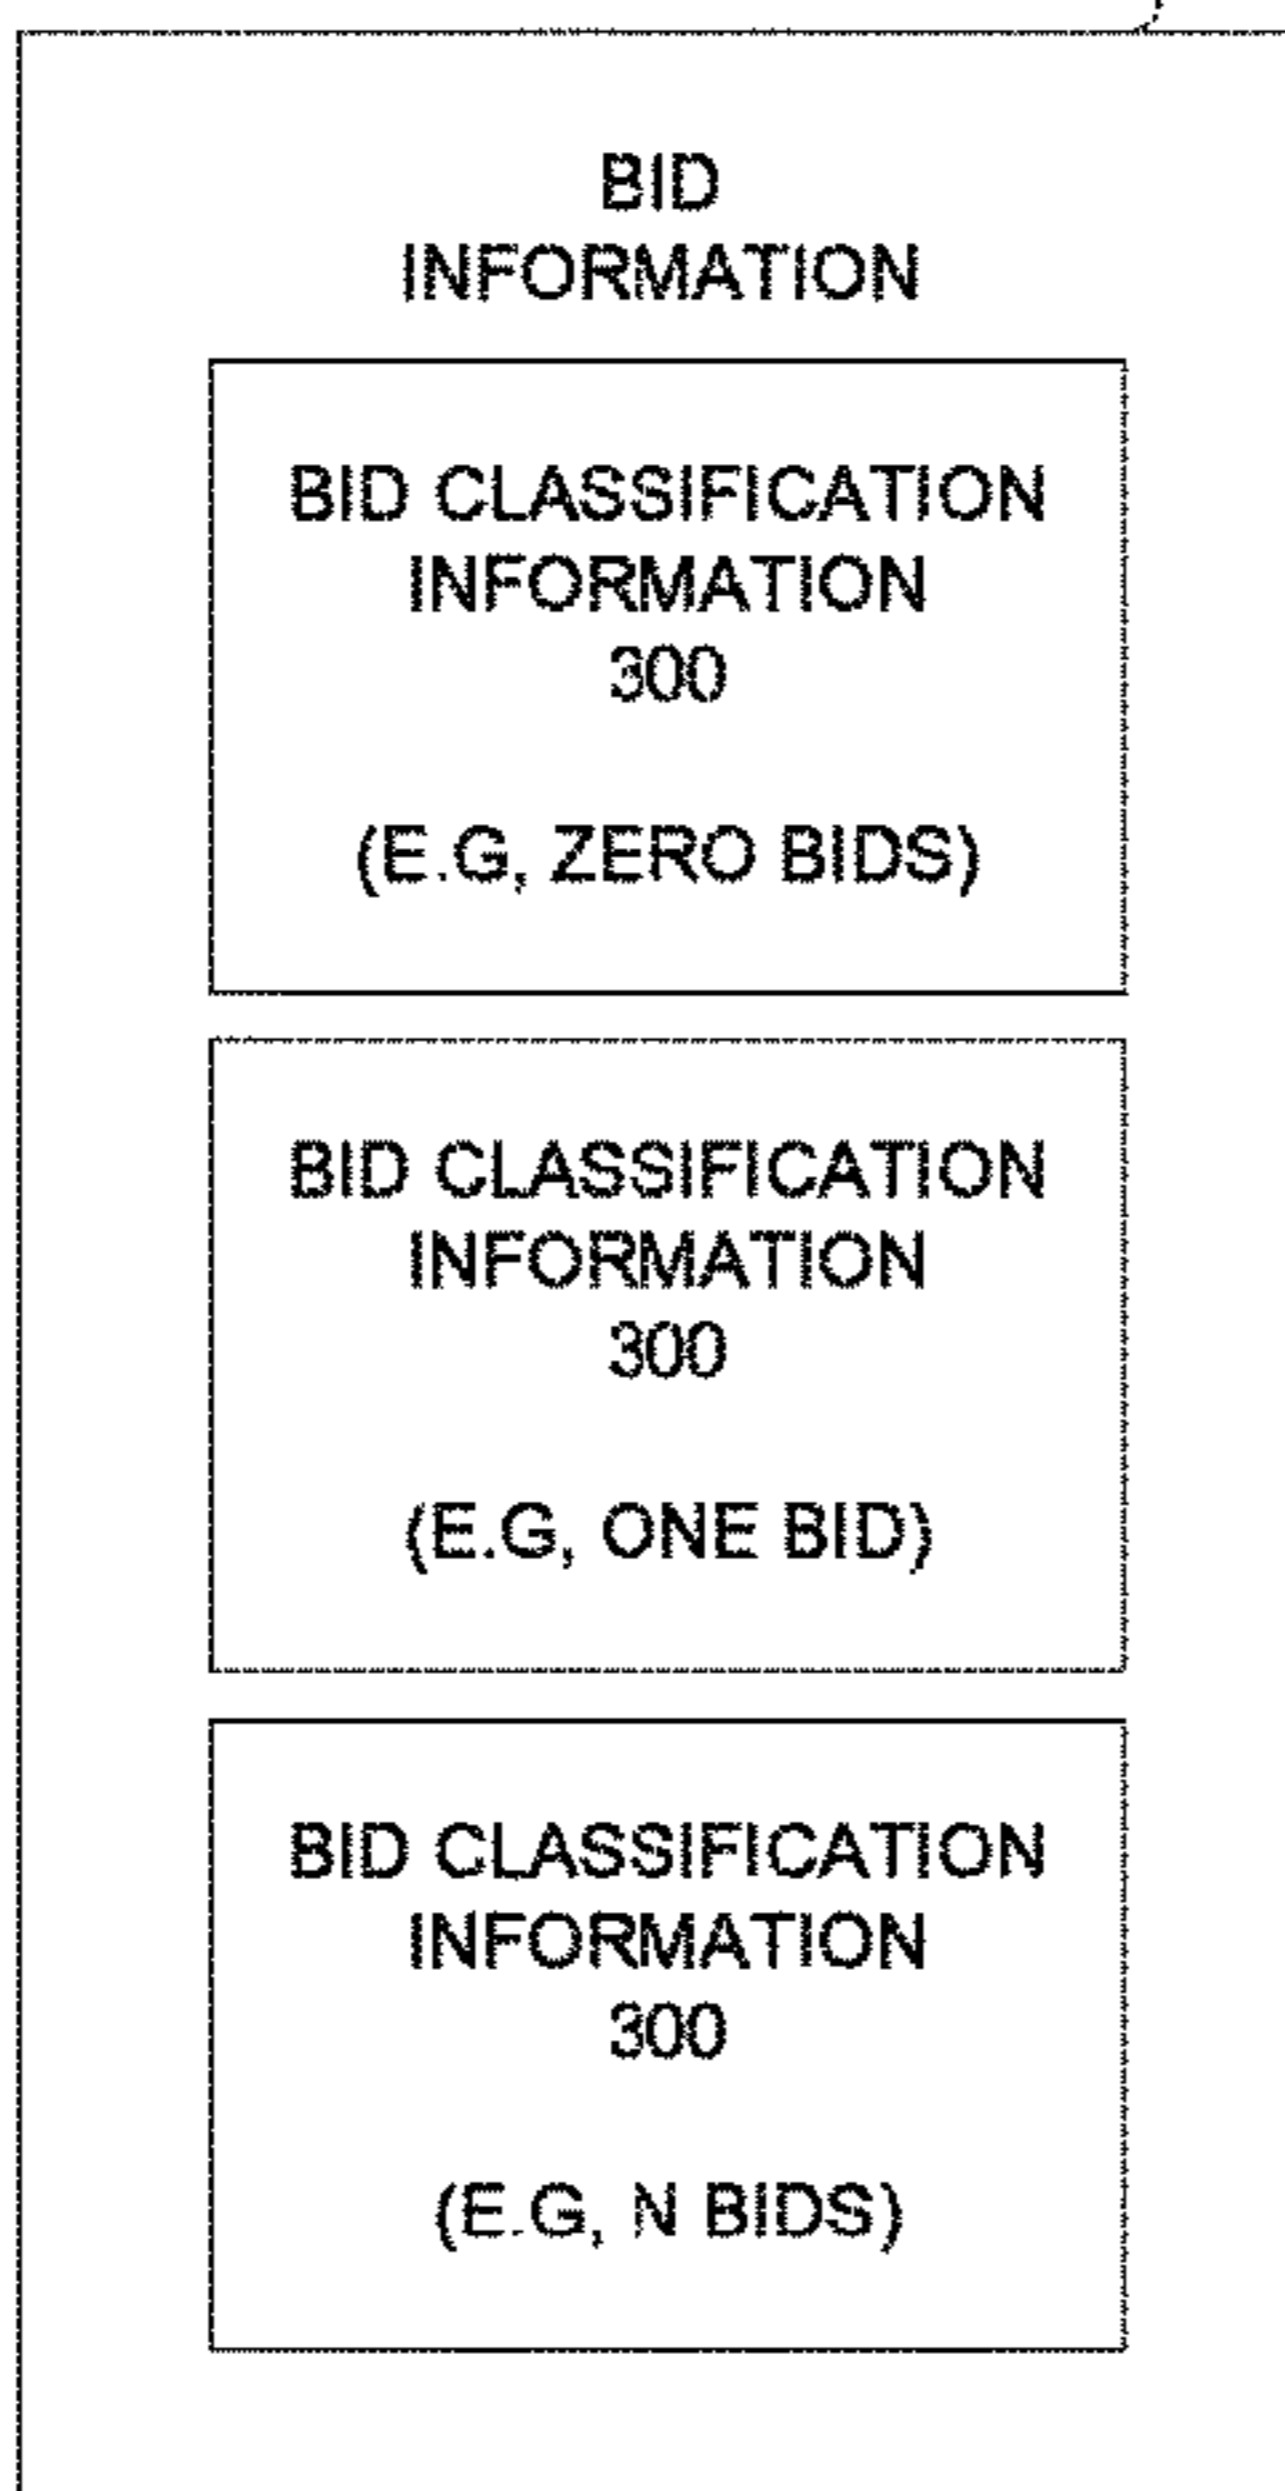 BID
INFORMATION
BID CLASSIFICATION
INFORMATION
300
(E.G, ZERO BIDS)
BID CLASSIFICATION
INFORMATION
300
(E.G, ONE BID)
BID CLASSIFICATION
INFORMATION
300
(E.G, N BIDS)